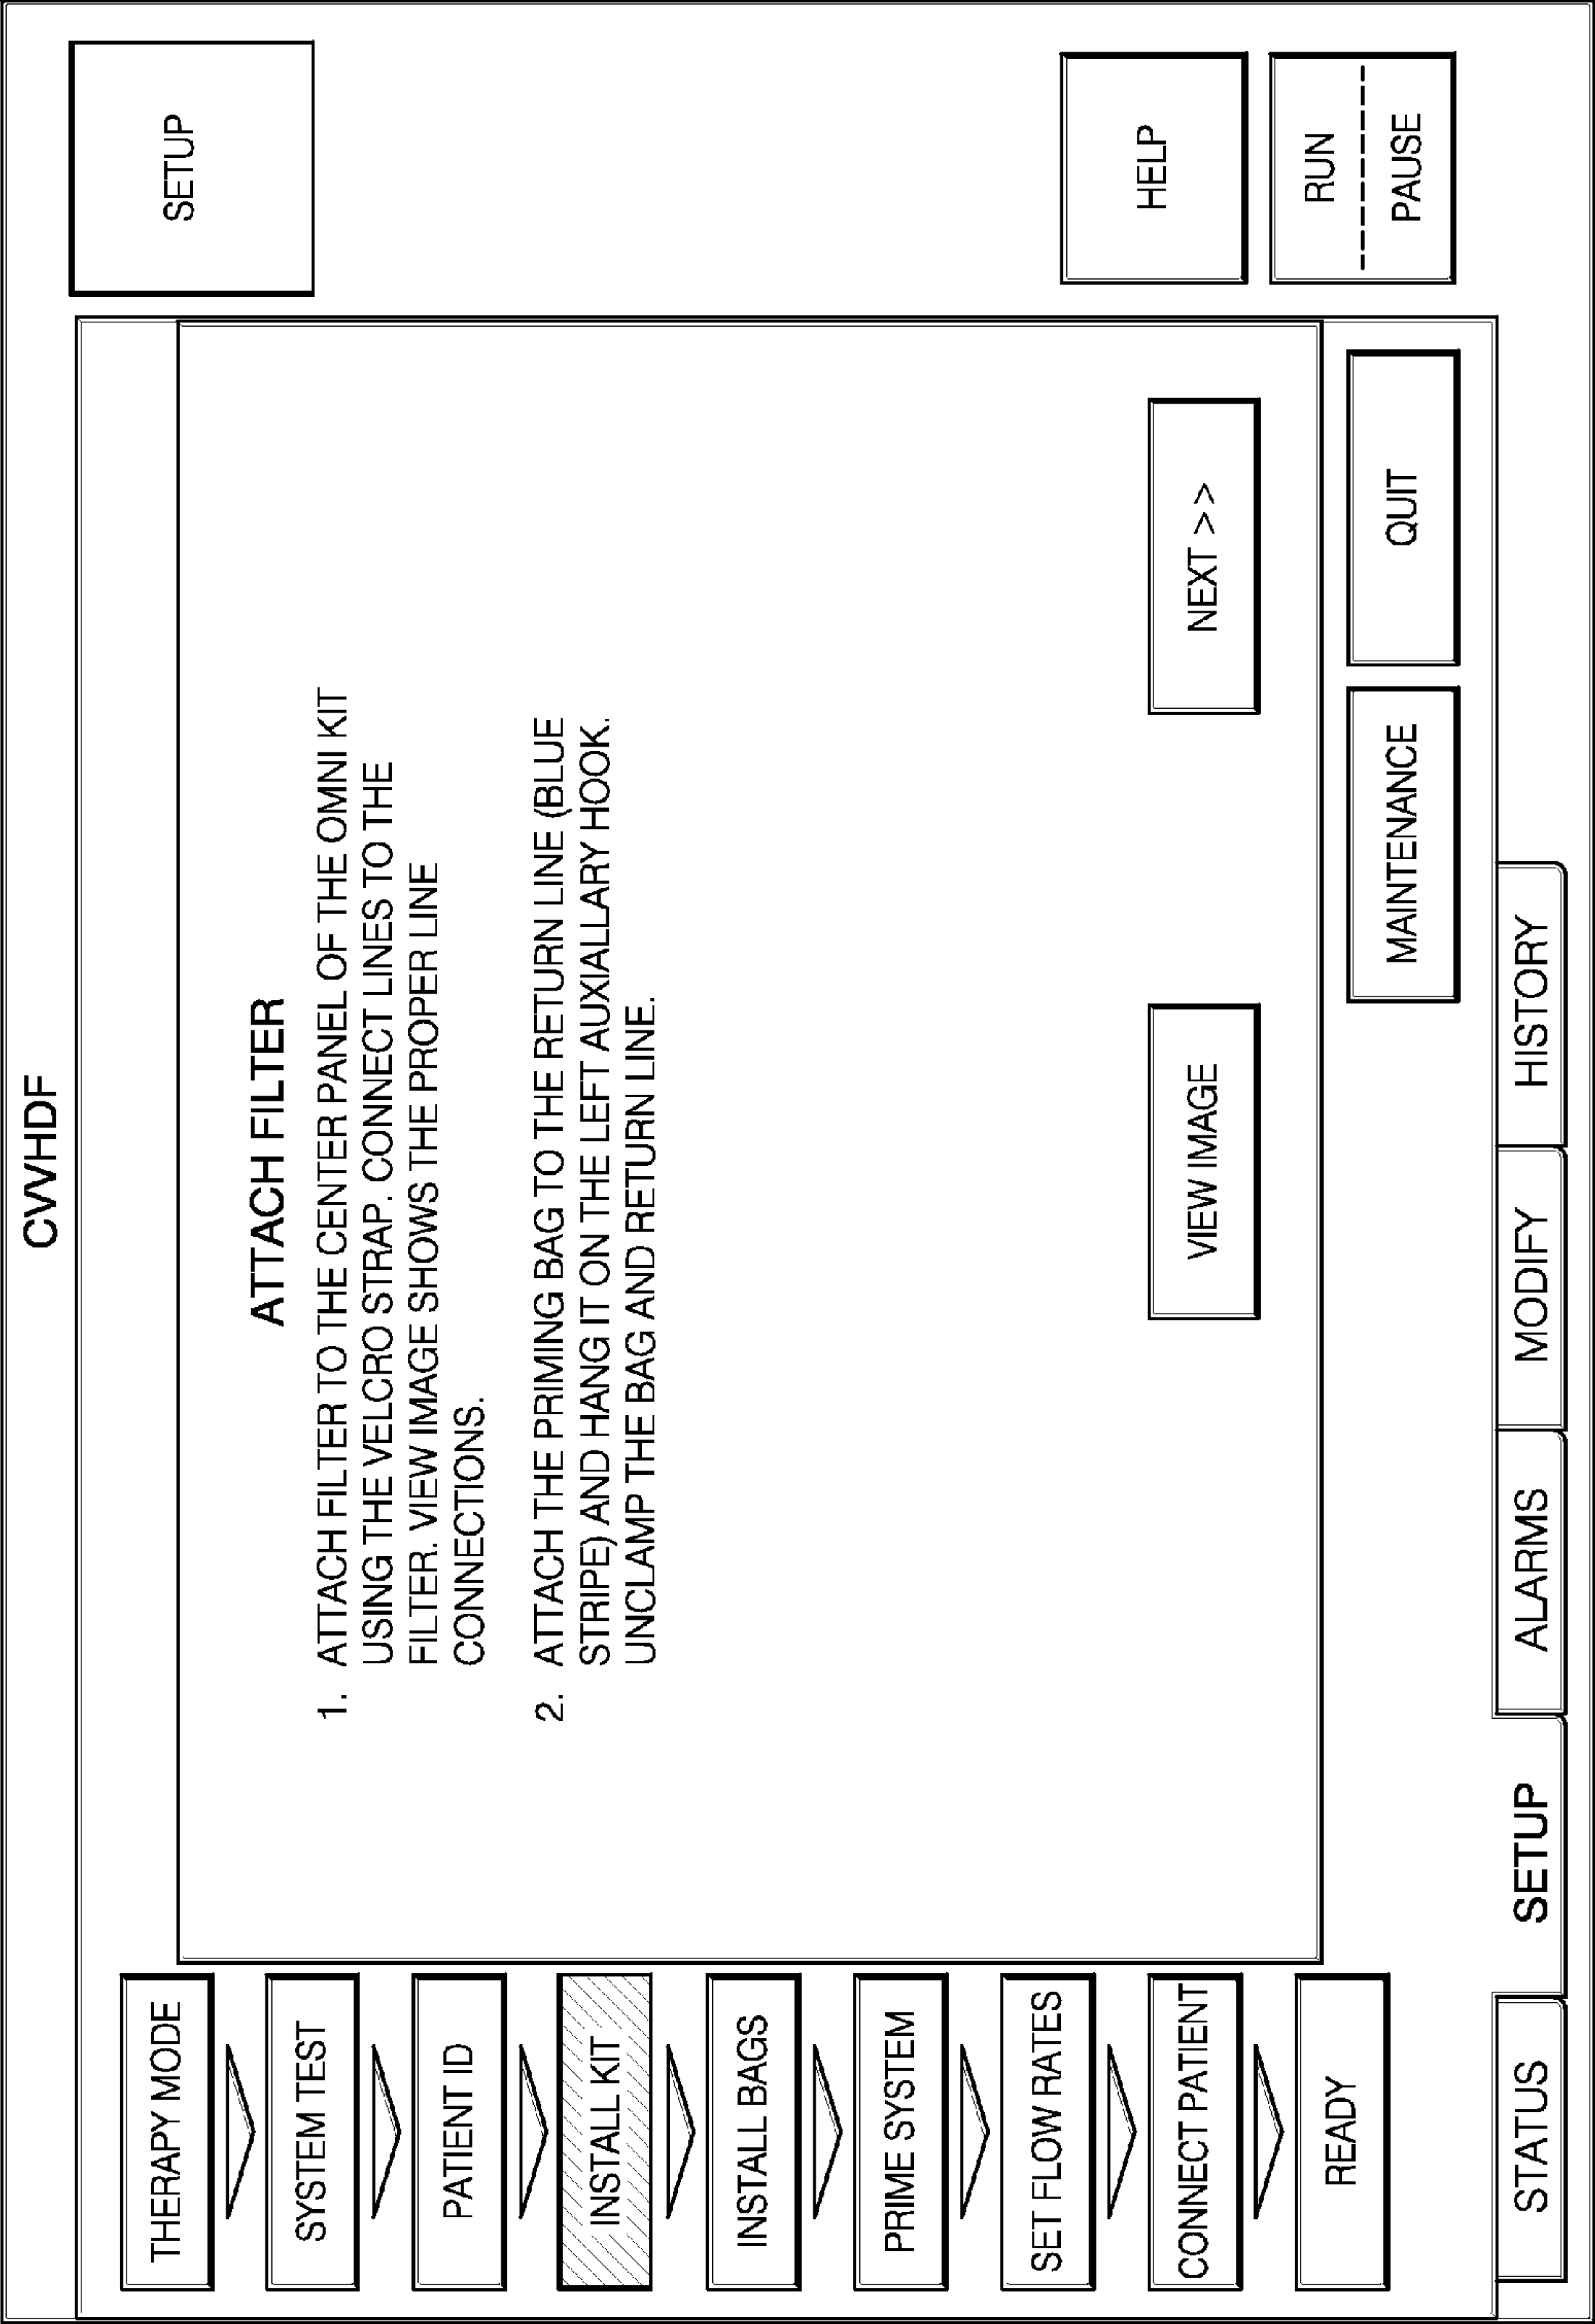 CVVHDF
SETUP
THERAPY MODE
SYSTEM TEST
PATIENT ID
INSTALL KIT
INSTALL BAGS
PRIME SYSTEM
SET FLOW RATES
CONNECT PATIENT
READY
ATTACH FILTER
1. ATTACH FILTER TO THE CENTER PANEL OF THE OMNI KIT
USING THE VELCRO STRAP. CONNECT LINES TO THE
FILTER. VIEW IMAGE SHOWS THE PROPER LINE
CONNECTIONS.
2. ATTACH THE PRIMING BAG TO THE RETURN LINE (BLUE
STRIPE) AND HANG IT ON THE LEFT AUXIALLARY HOOK.
UNCLAMP THE BAG AND RETURN LINE.
VIEW IMAGE
NEXT >>
HELP
RUN
PAUSE
MAINTENANCE
QUIT
STATUS
SETUP
ALARMS
MODIFY
HISTORY